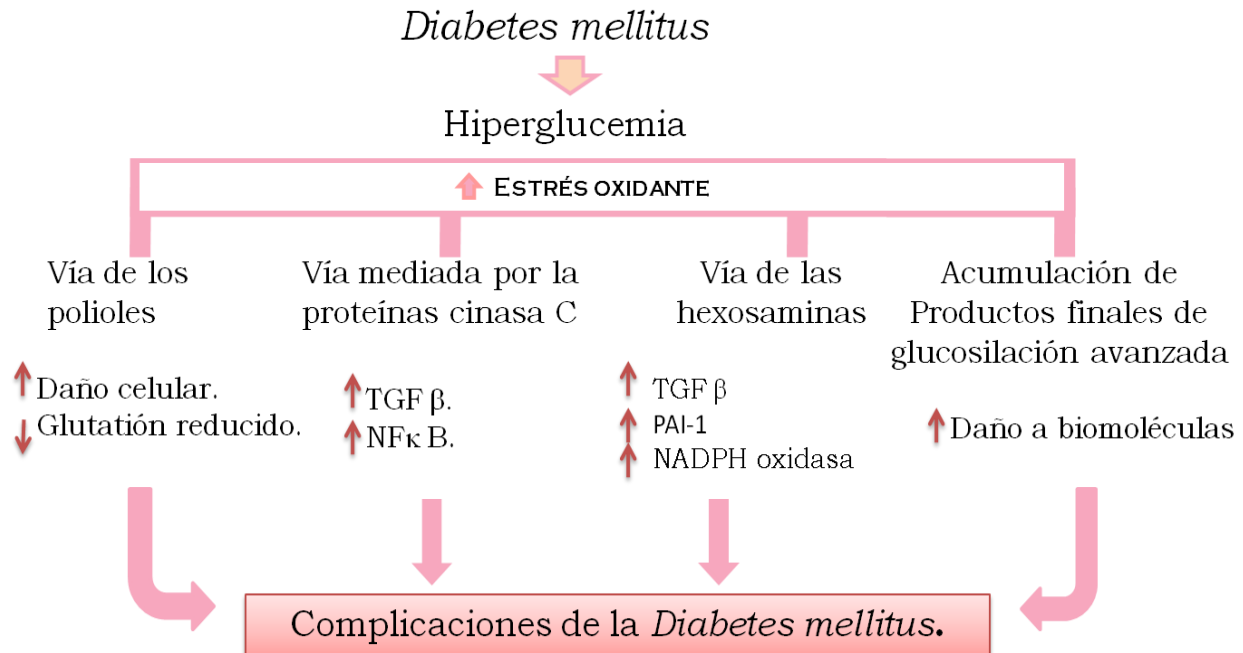 Diabetes mellitus
Hiperglucemia
ESTRÉS OXIDANTE
Vía de los
polioles
Daño celular.
Glutatión reducido.
Vía mediada por la
proteínas cinasa C
TGF β.
NFκ B.
Vía de las
hexosaminas
TGF β
PAI-1
NADPH oxidasa
Acumulación de
Productos finales de
glucosilación avanzada
Daño a biomoléculas
Complicaciones de la Diabetes mellitus.